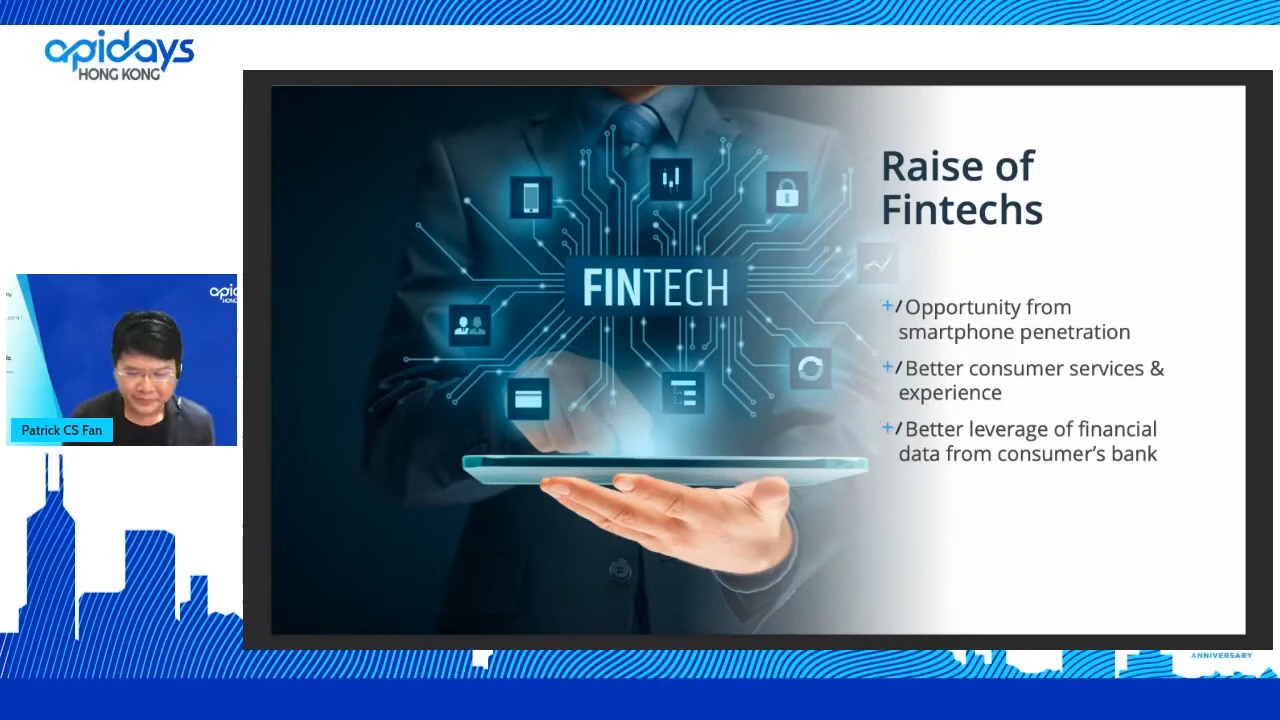 apidays
HONG KONG
Patrick CS Fan
FINTECH
Raise of
Fintechs
+/ Opportunity from
smartphone penetration
+/ Better consumer services &
experience
+/ Better leverage of financial
data from consumer's bank
ANNIVERSARY